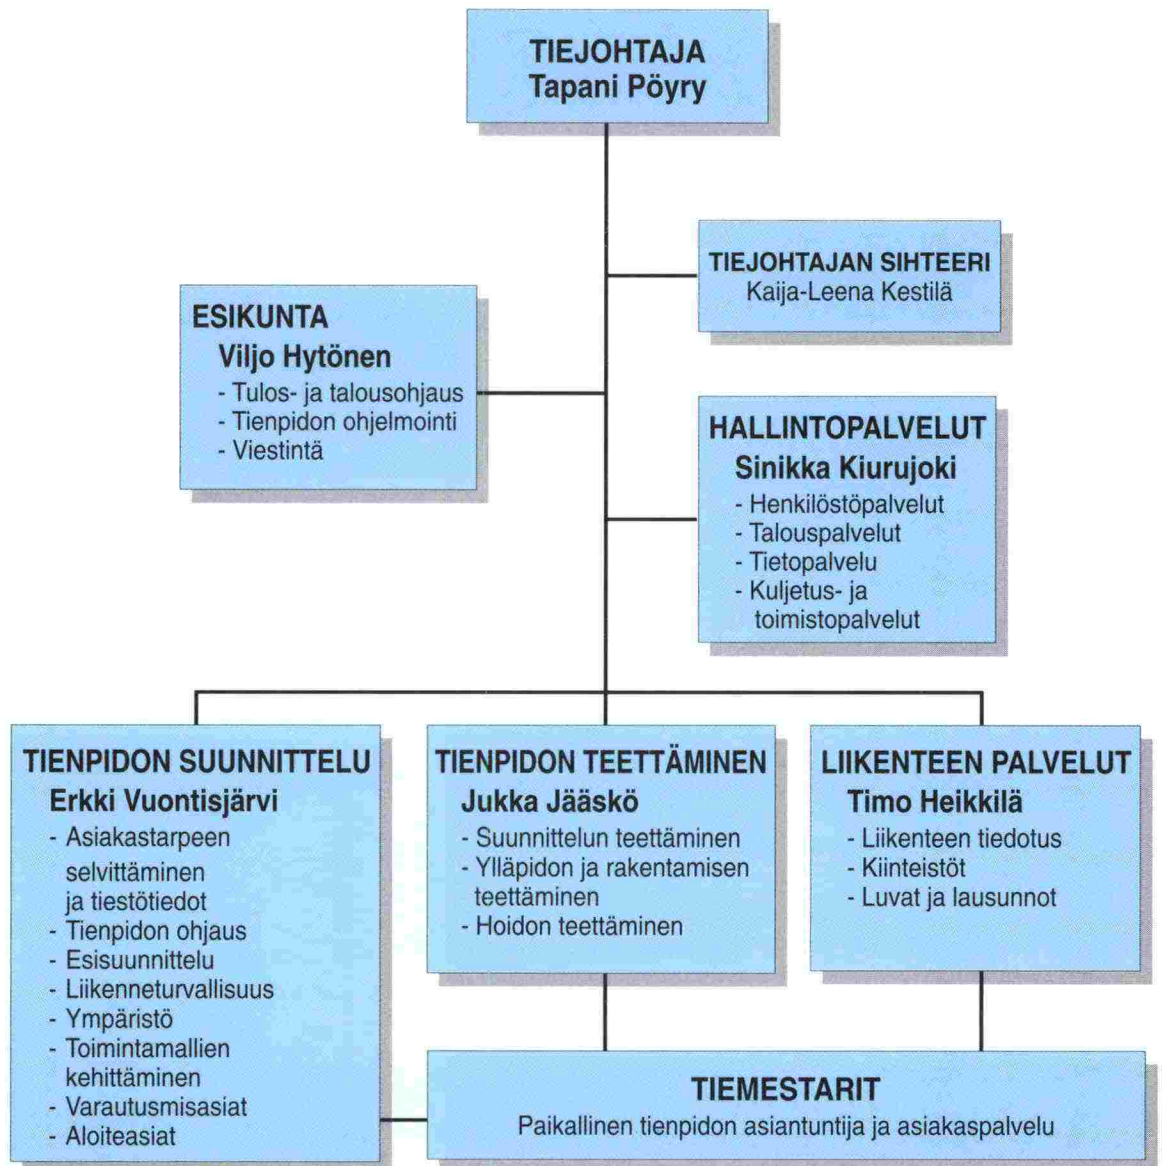 TIEJOHTAJA
Tapani Pöyry
TIEJOHTAJAN SIHTEERI
Kaija-Leena Kestilä
ESIKUNTA
Viljo Hytönen
- Tulos- ja talousohjaus
- Tienpidon ohjelmointi
- Viestintä
HALLINTOPALVELUT
Sinikka Kiurujoki
- Henkilöstöpalvelut
- Talouspalvelut
- Tietopalvelu
- Kuljetus- ja
toimistopalvelut
TIENPIDON SUUNNITTELU
Erkki Vuontisjärvi
- Asiakastarpeen
selvittäminen
ja tiestötiedot
- Tienpidon ohjaus
- Esisuunnittelu
- Liikenneturvallisuus
- Ympäristö
- Toimintamallien
kehittäminen
- Varautusmisasiat
- Aloiteasiat
TIENPIDON TEETTÄMINEN
Jukka Jääskö
- Suunnittelun teettäminen
- Ylläpidon ja rakentamisen
teettäminen
- Hoidon teettäminen
LIIKENTEEN PALVELUT
Timo Heikkilä
- Liikenteen tiedotus
- Kiinteistöt
- Luvat ja lausunnot
TIEMESTARIT
Paikallinen tienpidon asiantuntija ja asiakaspalvelu